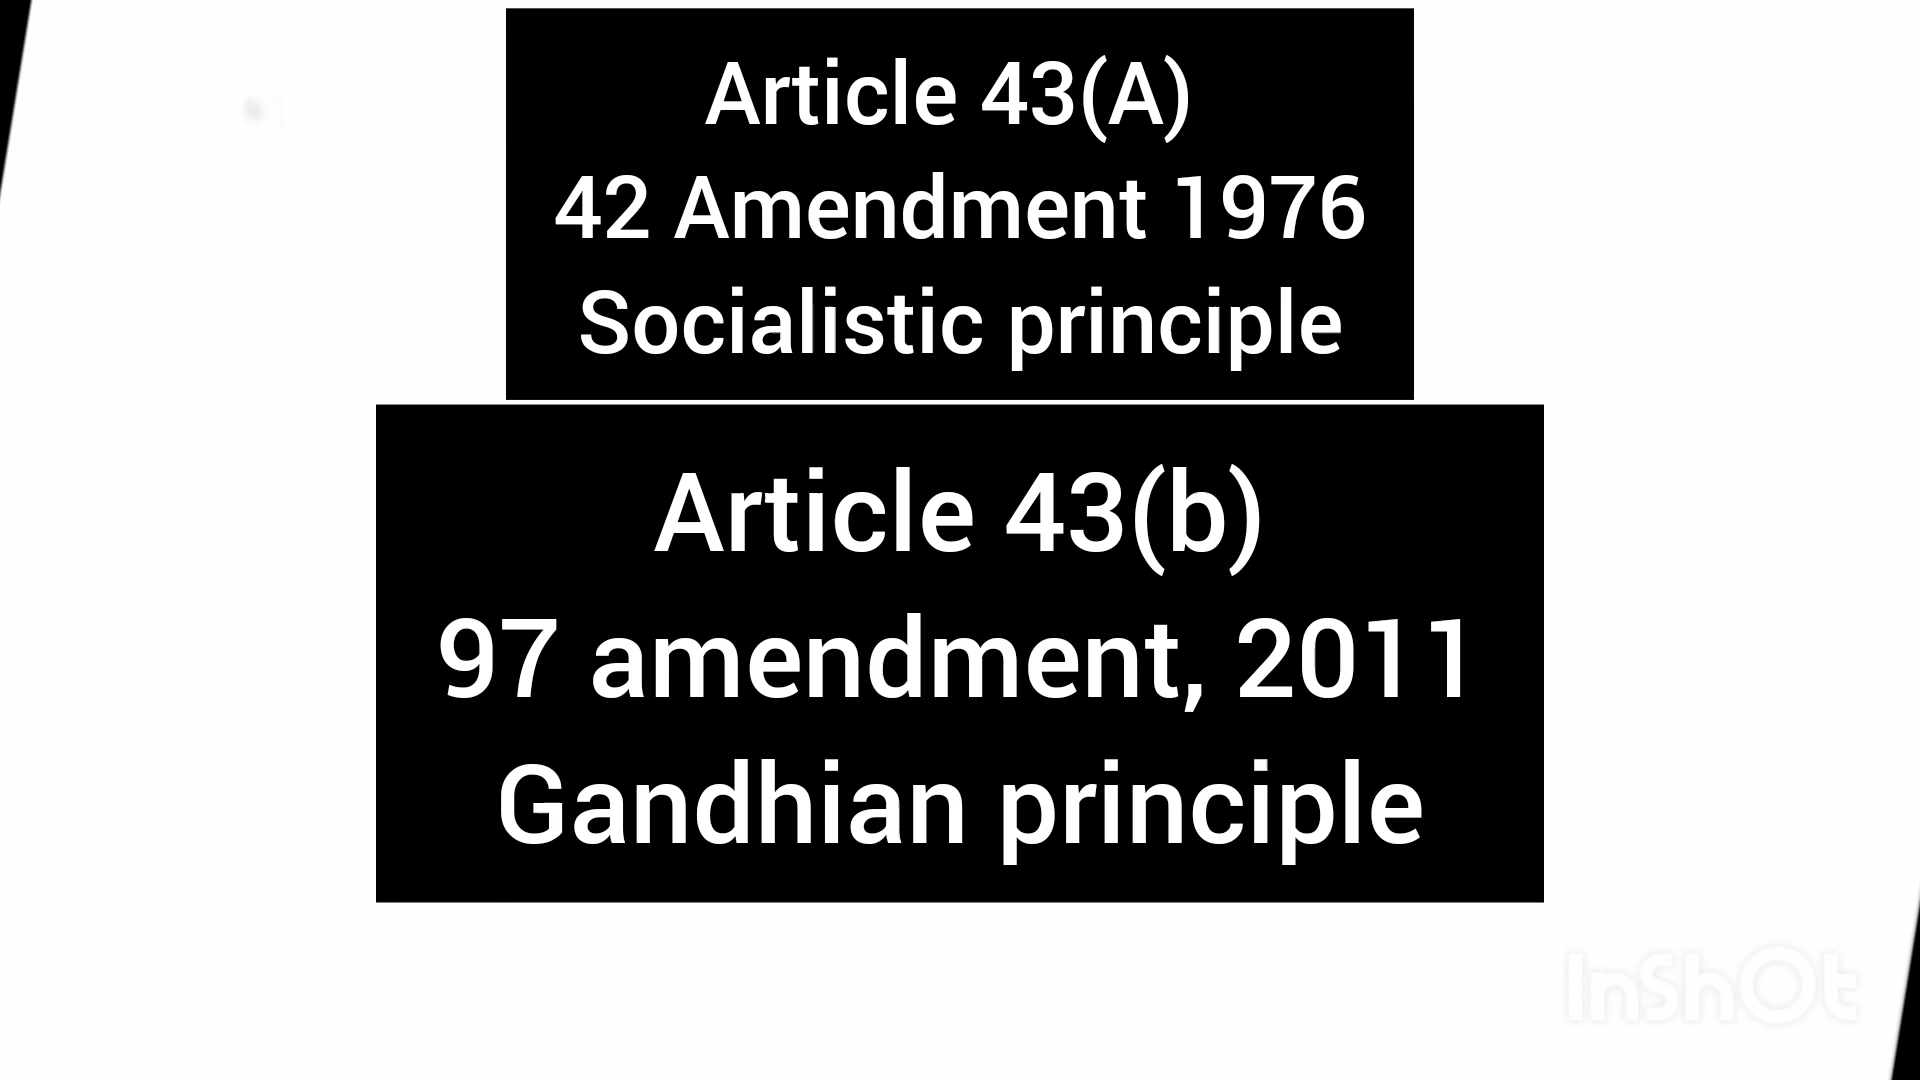 Article 43(A)
42 Amendment 1976
Socialistic principle
Article 43(b)
97 amendment, 2011
Gandhian principle
InShOt